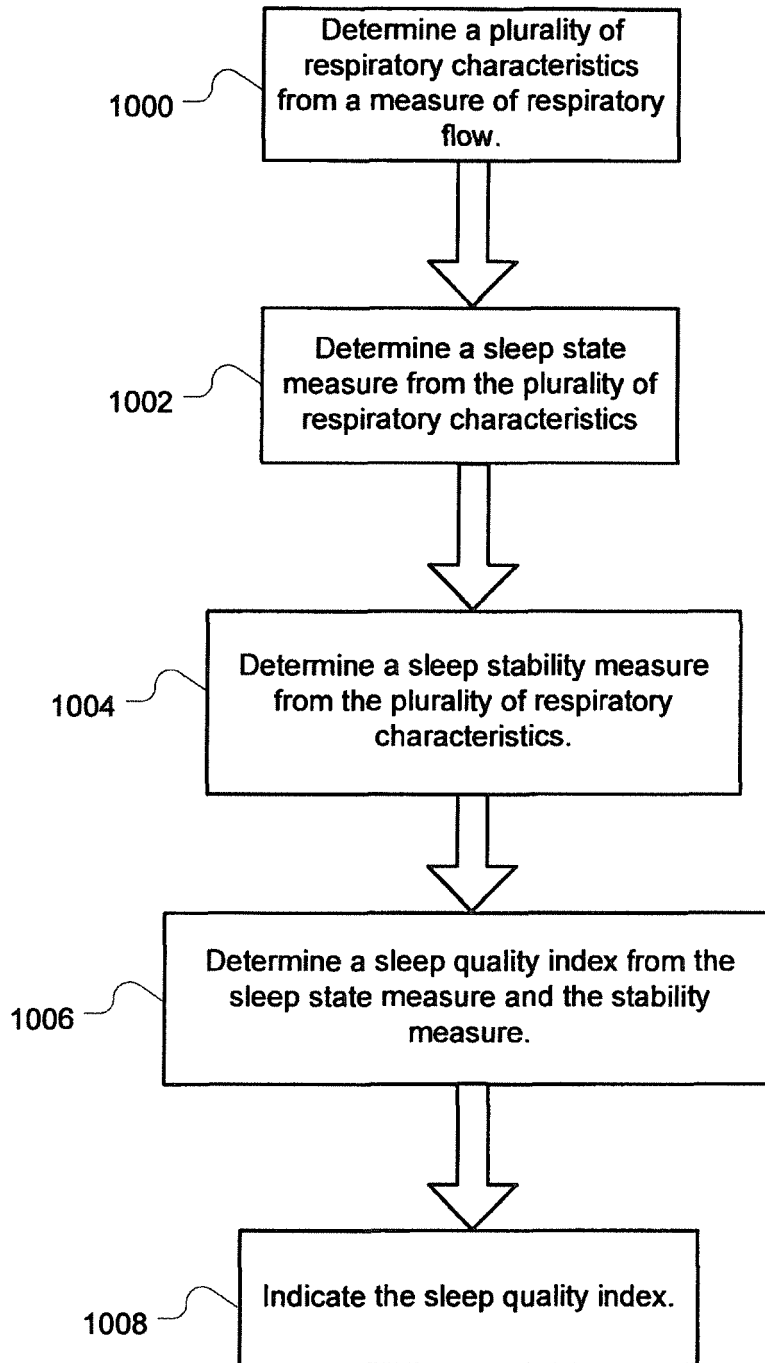 Determine a plurality of
respiratory characteristics
from a measure of respiratory
flow.
1000
Determine a sleep state
measure from the plurality of
respiratory characteristics
1002
Determine a sleep stability measure
from the plurality of respiratory
characteristics.
1004
Determine a sleep quality index from the
sleep state measure and the stability
measure.
1006
Indicate the sleep quality index.
1008